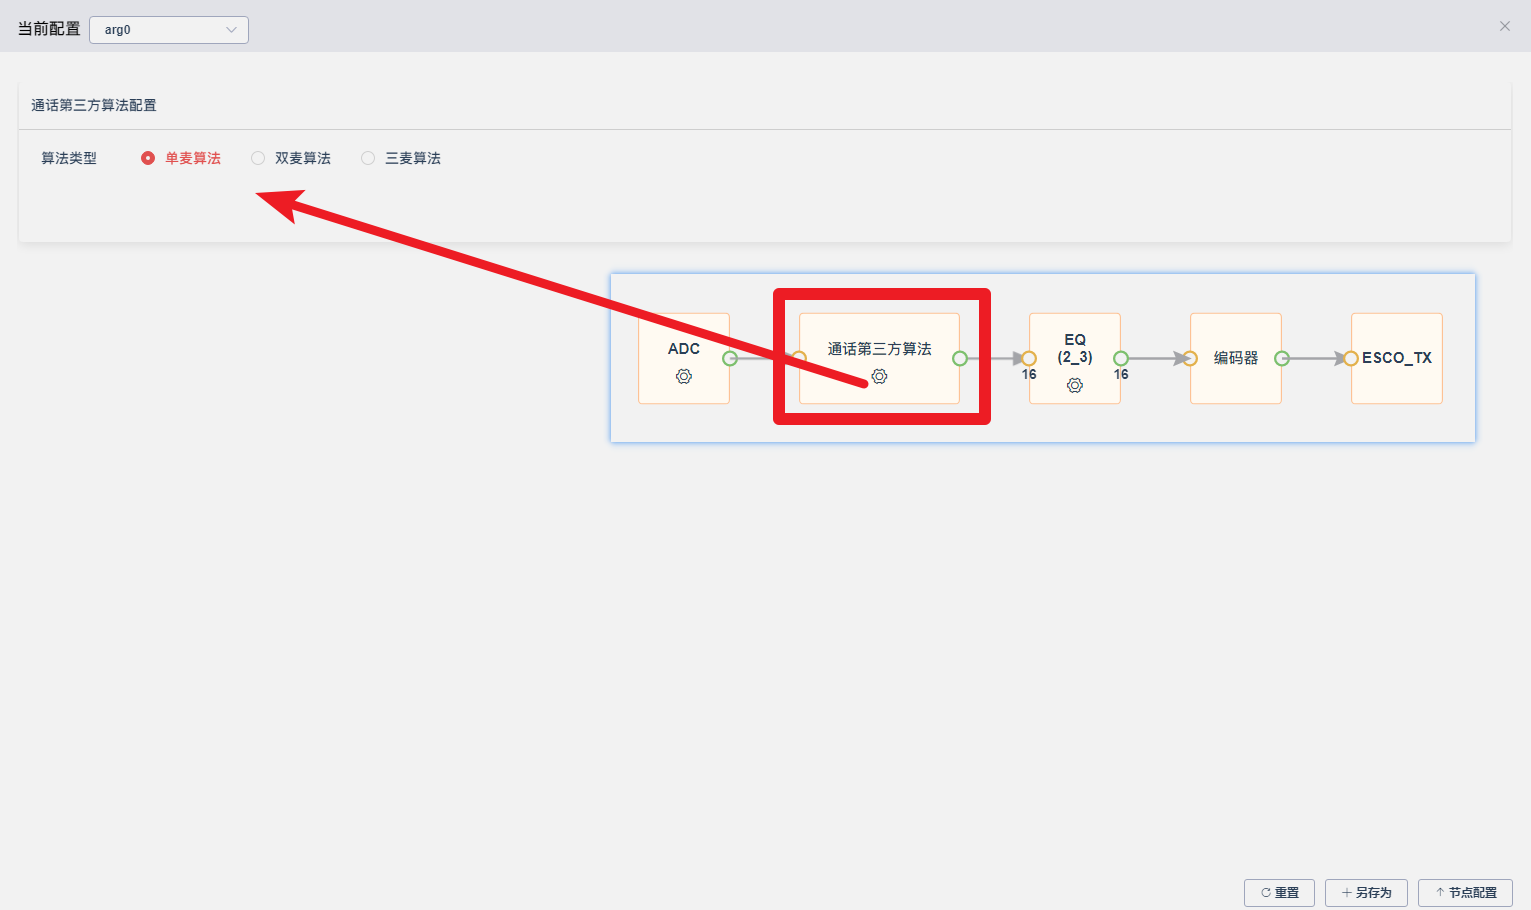 当前配置 arg0
通话第三方算法配置
算法类型 单麦算法 双麦算法 三麦算法
ADC
通话第三方算法
EQ
(2_3)
16
16
编码器
ESCO_TX
重置 另存为 节点配置